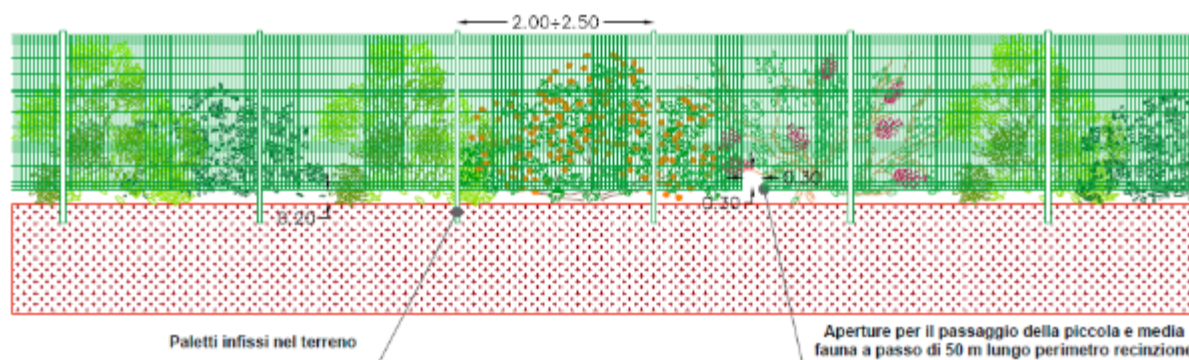 2.00÷2.50
0.30
0.30
0.20
Paletti infissi nel terreno
Aperture per il passaggio della piccola e media
fauna a passo di 50 m lungo perimetro recinzione